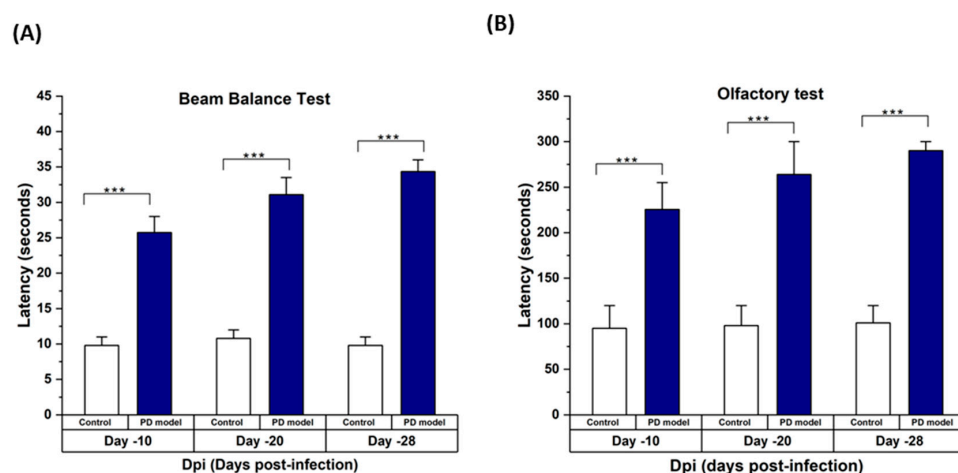 (A)
Beam Balance Test
Latency (seconds)
45
40
35
30
25
20
15
10
5
0
***
***
***
Control PD model Control PD model Control PD model
Day -10 Day -20 Day -28
Dpi (Days post-infection)
(B)
Olfactory test
Latency (seconds)
350
300
250
200
150
100
50
0
***
***
***
Control PD model Control PD model Control PD model
Day -10 Day -20 Day -28
Dpi (days post-infection)